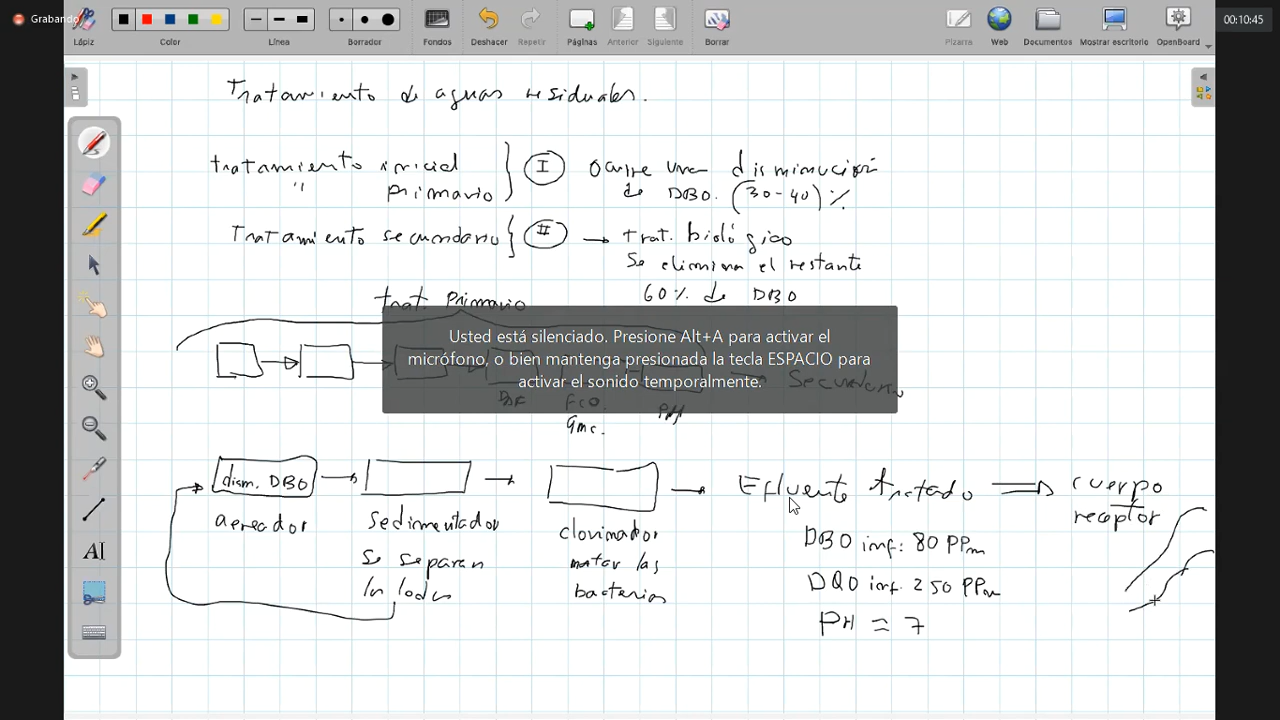 Grabando
00:10:45
Lápiz Color Línea Borrador Fondos Deshacer Repetir Páginas Anterior Siguiente Borrar Pizarra Web Documentos Mostrar escritorio OpenBoard
Tratamiento de aguas residuales.
tratamiento inicial
" primario
I
Ocurre una disminución
de DBO. (30-40) %.
Tratamiento secundario
II
trat. biológico
Se elimina el restante
60% de DBO
trat. Primario
Usted está silenciado. Presione Alt+A para activar el
micrófono, o bien mantenga presionada la tecla ESPACIO para
activar el sonido temporalmente.
Secundario
dism. DBO
aereador
sedimentador
Se separan
los lodos
clorinador
matar las
bacterias
Efluente tratado
DBO inf: 80 PPm
DQO inf. 250 PPm
PH ≈ 7
cuerpo
receptor
AI